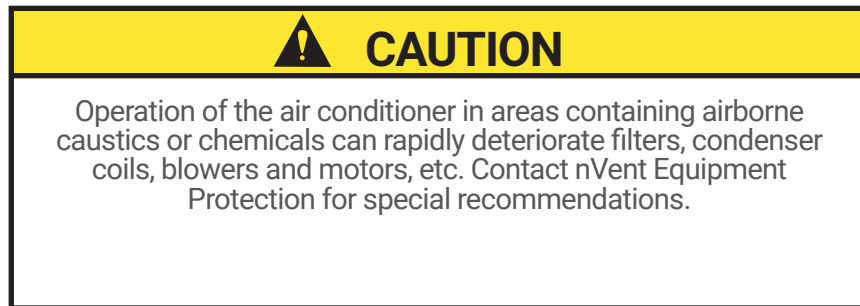 CAUTION
Operation of the air conditioner in areas containing airborne
caustics or chemicals can rapidly deteriorate filters, condenser
coils, blowers and motors, etc. Contact nVent Equipment
Protection for special recommendations.